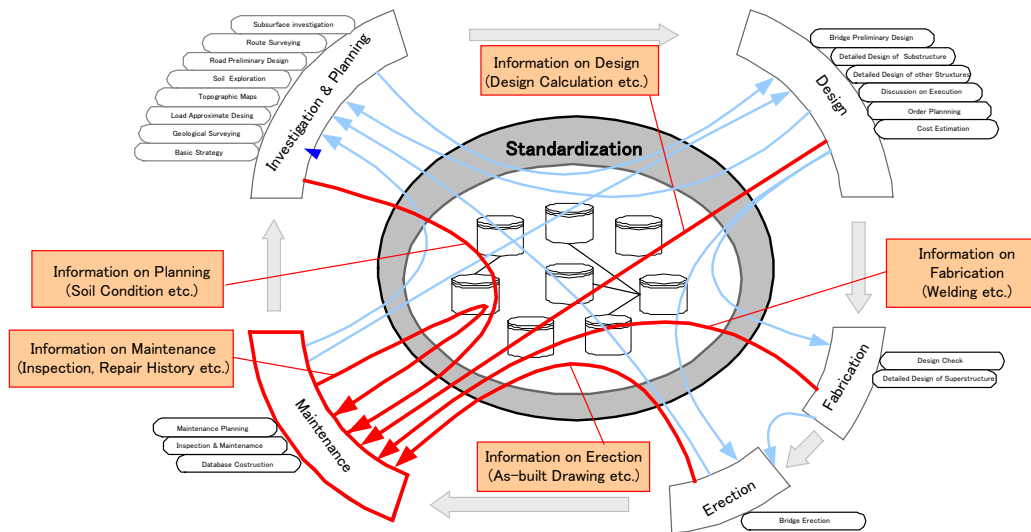 Subsurface investigation
Route Surveying
Road Preliminary Design
Soil Exploration
Topographic Maps
Load Approximate Desing
Geological Surveying
Basic Strategy
Investigation & Planning
Information on Design
(Design Calculation etc.)
Bridge Preliminary Design
Detailed Design of Substructure
Detailed Design of other Struxtures
Discussion on Execution
Order Plannning
Cost Estimation
Design
Standardization
Information on Planning
(Soil Condition etc.)
Information on
Fabrication
(Welding etc.)
Information on Maintenance
(Inspection, Repair History etc.)
Design Check
Detailed Design of Superstructure
Fabrication
Maintenance
Maintenance Planning
Inspection & Maintenamce
Database Costruction
Information on Erection
(As-built Drawing etc.)
Erection
Bridge Erection